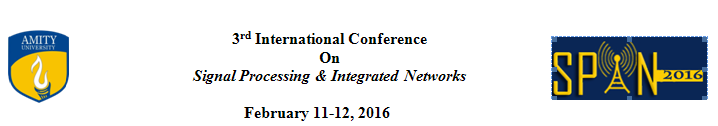 AMITY
UNIVERSITY
3rd International Conference
On
Signal Processing & Integrated Networks
February 11-12, 2016
SPIN
2016